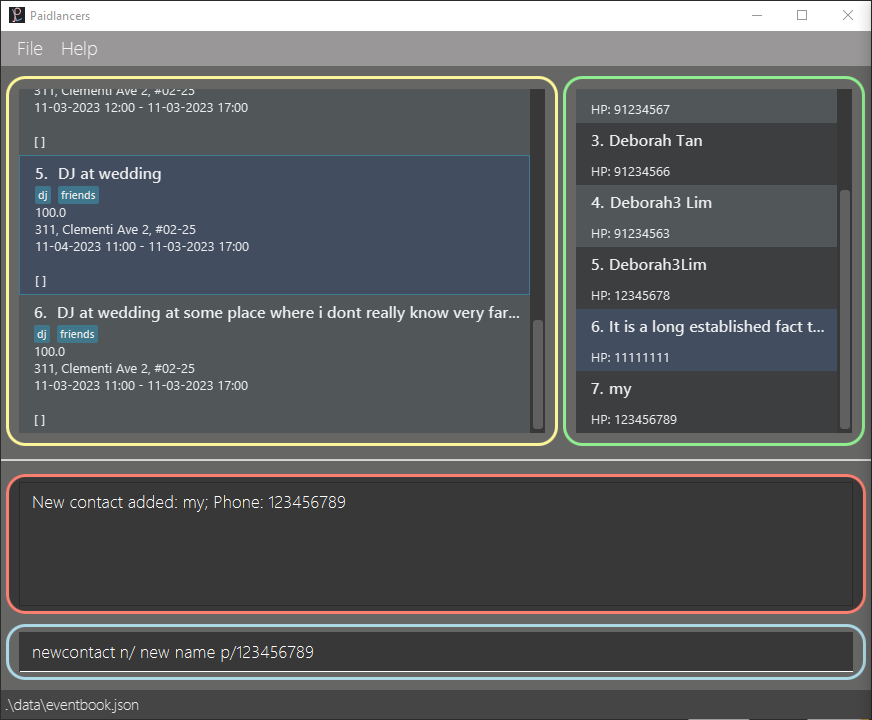 Paidlancers
File Help
311, Clementi Ave 2, #02-25
11-03-2023 12:00 - 11-03-2023 17:00
[ ]
5. DJ at wedding
dj friends
100.0
311, Clementi Ave 2, #02-25
11-04-2023 11:00 - 11-03-2023 17:00
[ ]
6. DJ at wedding at some place where i dont really know very far...
dj friends
100.0
311, Clementi Ave 2, #02-25
11-03-2023 11:00 - 11-03-2023 17:00
[ ]
HP: 91234567
3. Deborah Tan
HP: 91234566
4. Deborah3 Lim
HP: 91234563
5. Deborah3Lim
HP: 12345678
6. It is a long established fact t...
HP: 11111111
7. my
HP: 123456789
New contact added: my; Phone: 123456789
newcontact n/ new name p/123456789
.\data\eventbook.json